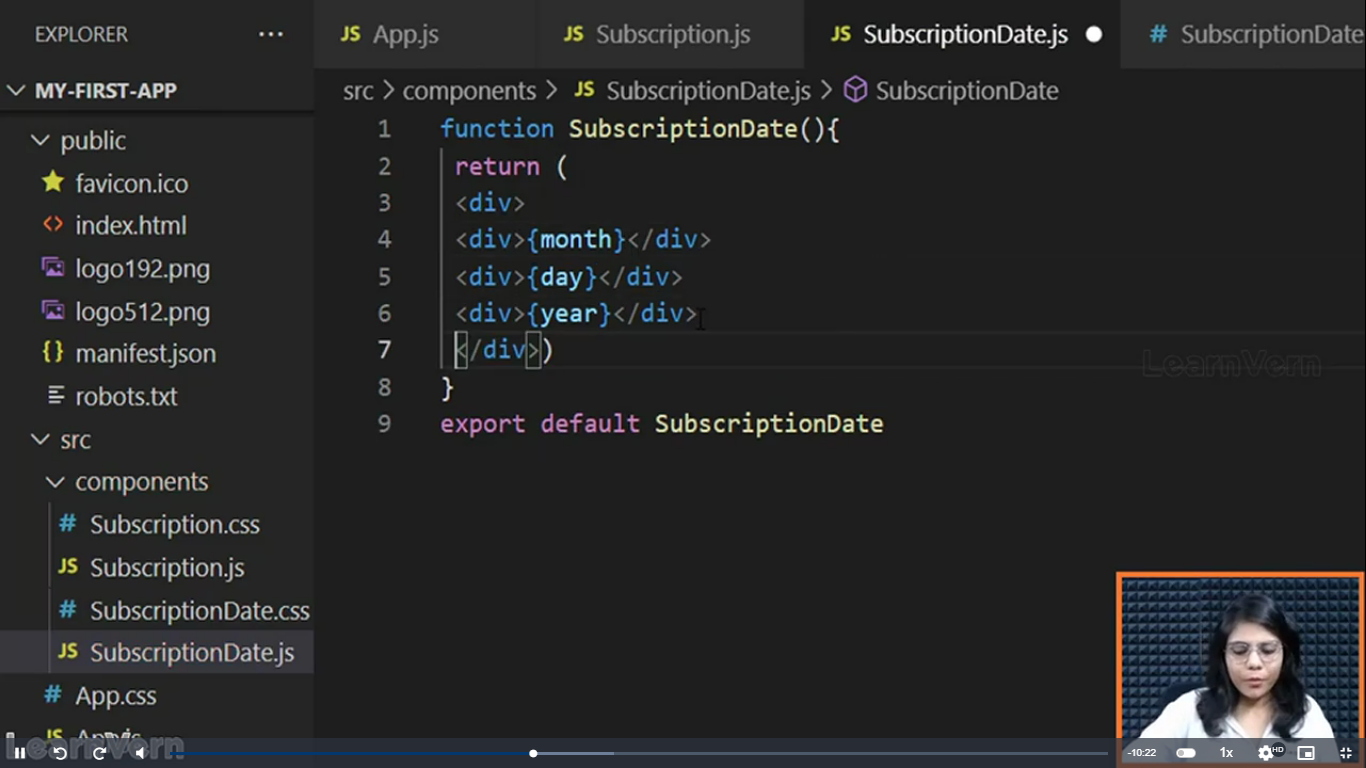 EXPLORER ...
MY-FIRST-APP
public
favicon.ico
index.html
logo192.png
logo512.png
manifest.json
robots.txt
src
components
Subscription.css
Subscription.js
SubscriptionDate.css
SubscriptionDate.js
App.css
JS App.js
JS App.js JS Subscription.js JS SubscriptionDate.js # SubscriptionDate
src > components > JS SubscriptionDate.js > SubscriptionDate
1 function SubscriptionDate(){
2 return (
3 <div>
4 <div>{month}</div>
5 <div>{day}</div>
6 <div>{year}</div>
7 </div>)
8 }
9 export default SubscriptionDate
LearnVern
LearnVern
-10:22 1x HD